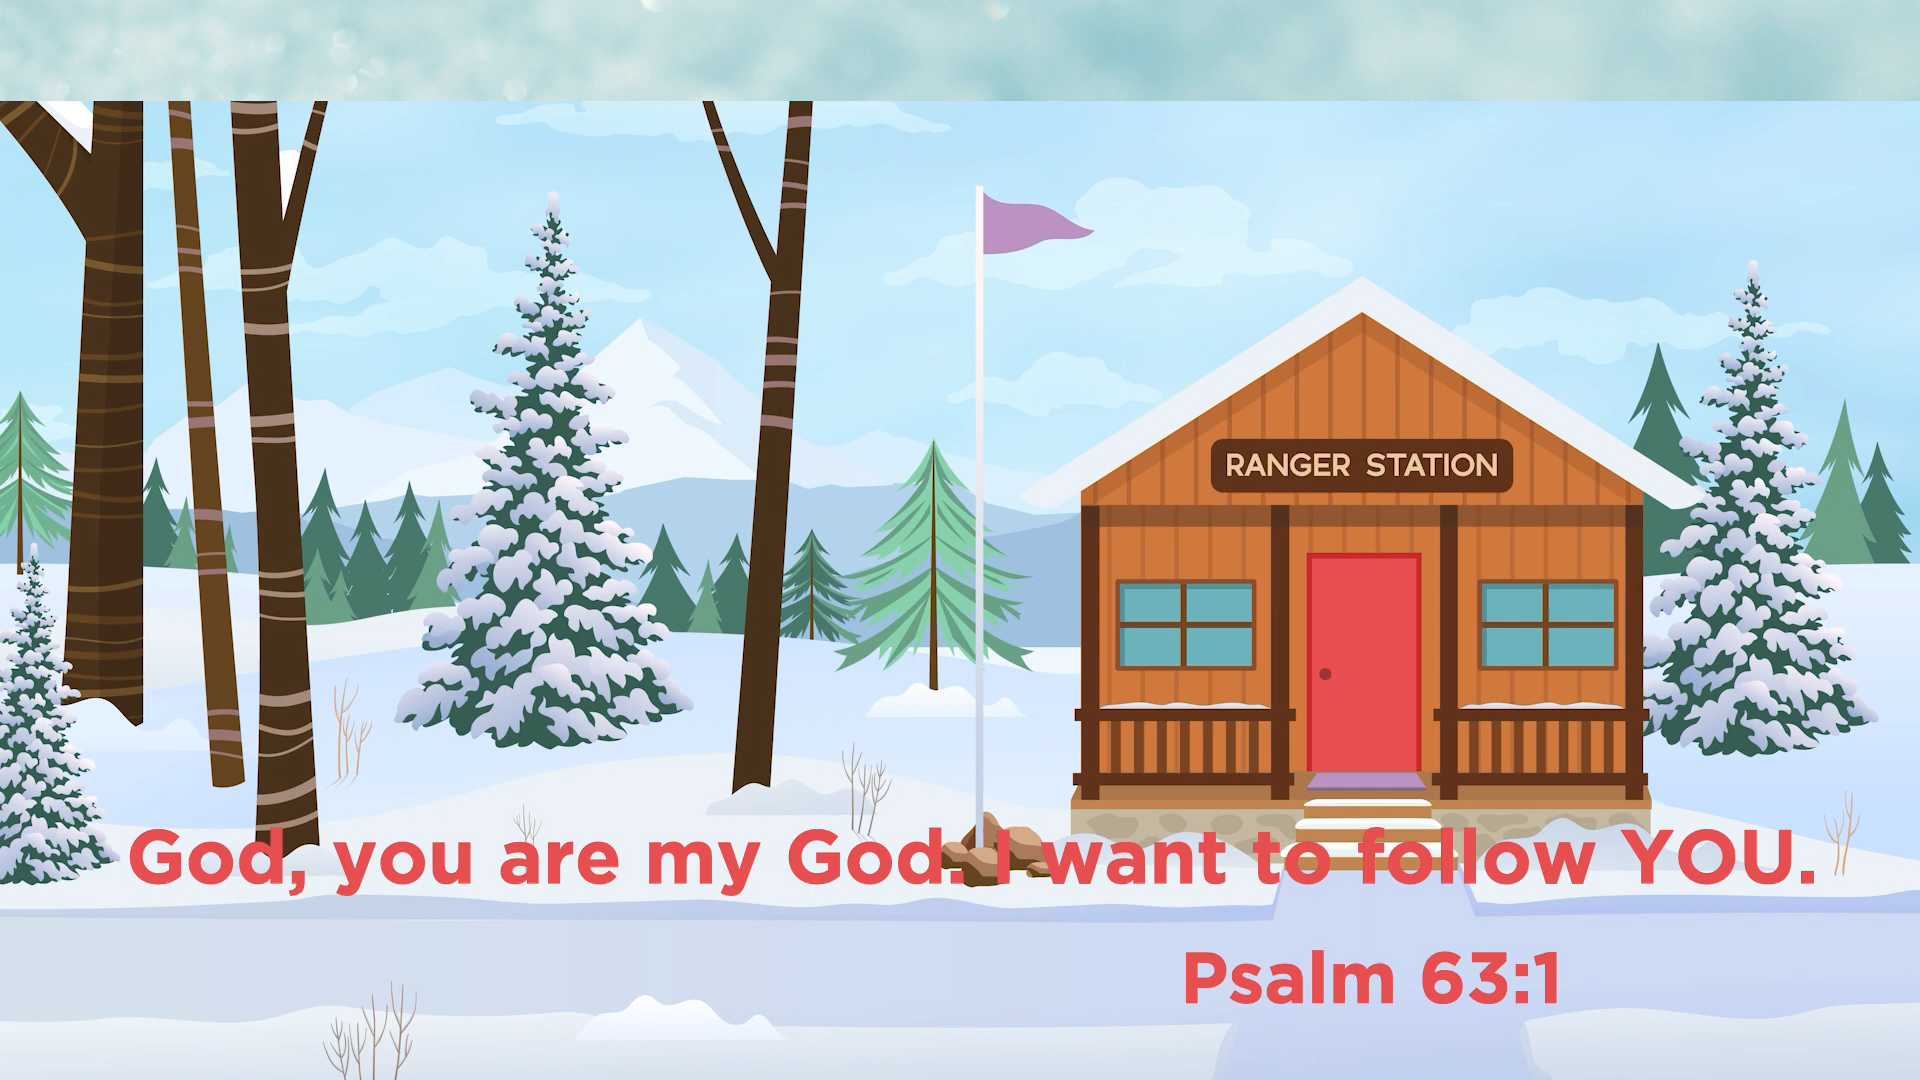 RANGER STATION
God, you are my God. I want to follow YOU.
Psalm 63:1